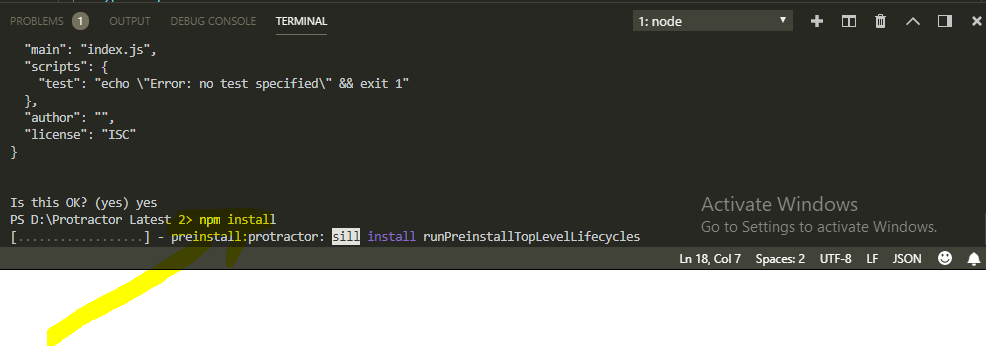 PROBLEMS 1 OUTPUT DEBUG CONSOLE TERMINAL 1: node
"main": "index.js",
"scripts": {
"test": "echo \"Error: no test specified\" && exit 1"
},
"author": "",
"license": "ISC"
}
Is this OK? (yes) yes
PS D:\Protractor Latest 2> npm install
[..................] - preinstall:protractor: sill install runPreinstallTopLevelLifecycles
Activate Windows
Go to Settings to activate Windows.
Ln 18, Col 7 Spaces: 2 UTF-8 LF JSON